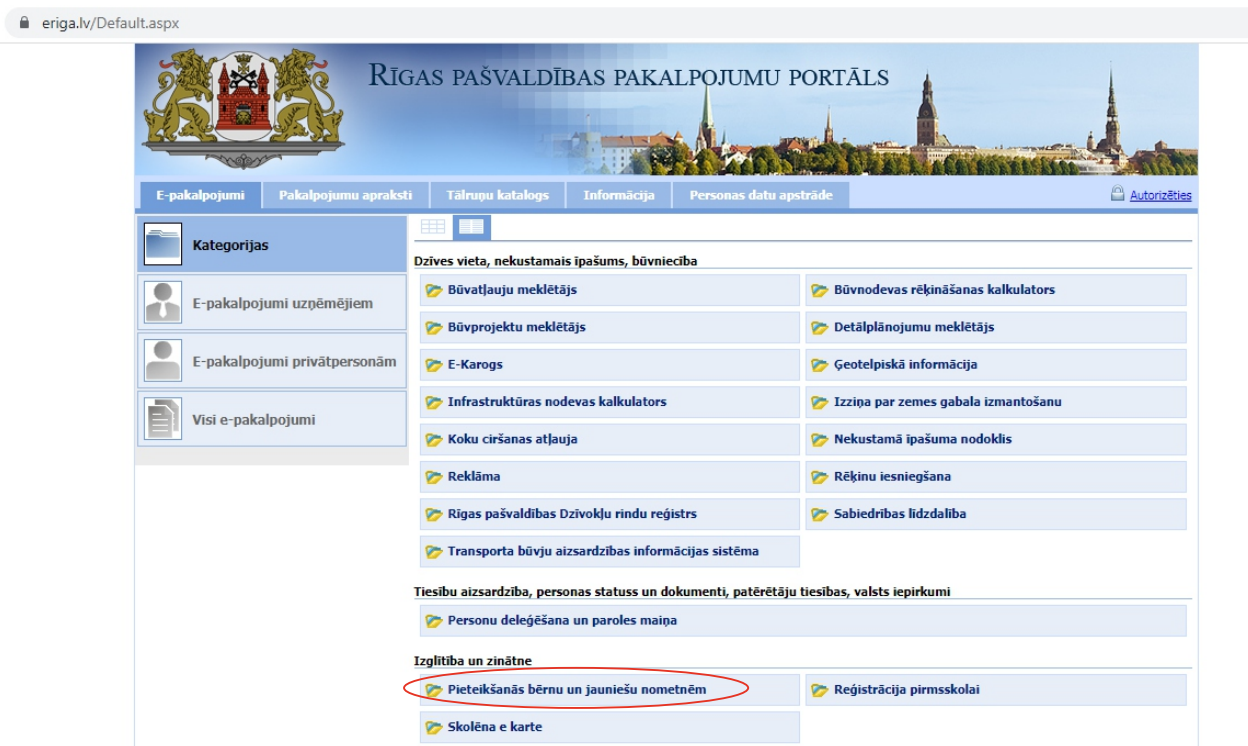 eriga.lv/Default.aspx
RĪGAS PAŠVALDĪBAS PAKALPOJUMU PORTĀLS
E-pakalpojumi Pakalpojumu apraksti Tālruņu katalogs Informācija Personas datu apstrāde Autorizēties
Kategorijas
E-pakalpojumi uzņēmējiem
E-pakalpojumi privātpersonām
Visi e-pakalpojumi
Dzīves vieta, nekustamais īpašums, būvniecība
Būvatļauju meklētājs Būvnodevas rēķināšanas kalkulators
Būvprojektu meklētājs Detālplānojumu meklētājs
E-Karogs Ģeotelpiskā informācija
Infrastruktūras nodevas kalkulators Izziņa par zemes gabala izmantošanu
Koku ciršanas atļauja Nekustamā īpašuma nodoklis
Reklāma Rēķinu iesniegšana
Rīgas pašvaldības Dzīvokļu rindu reģistrs Sabiedrības līdzdalība
Transporta būvju aizsardzības informācijas sistēma
Tiesību aizsardzība, personas statuss un dokumenti, patērētāju tiesības, valsts iepirkumi
Personu deleģēšana un paroles maiņa
Izglītība un zinātne
Pieteikšanās bērnu un jauniešu nometnēm Reģistrācija pirmsskolai
Skolēna e karte